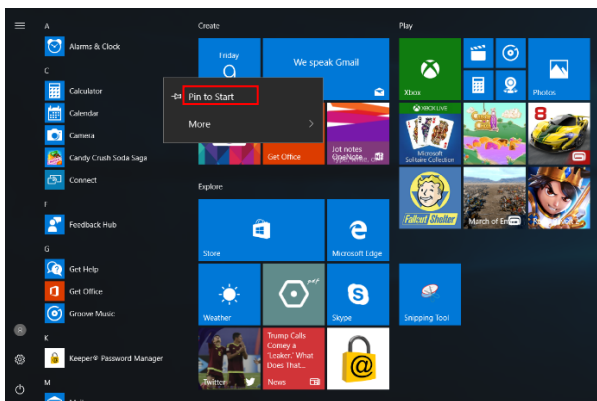 A
Alarms & Clock
C
Calculator
Calendar
Camera
Candy Crush Soda Saga
Connect
F
Feedback Hub
G
Get Help
Get Office
Groove Music
K
Keeper® Password Manager
M
Pin to Start
More
Create
Friday
We speak Gmail
Get Office
Jot notes
OneNote
Explore
Store
Microsoft Edge
Weather
Skype
Twitter
Trump Calls
Comey a
'Leaker.' What
Does That...
News
Play
Xbox
Photos
XBOX LIVE
Microsoft
Solitaire Collection
8
Fallout Shelter
March of Em
Snipping Tool